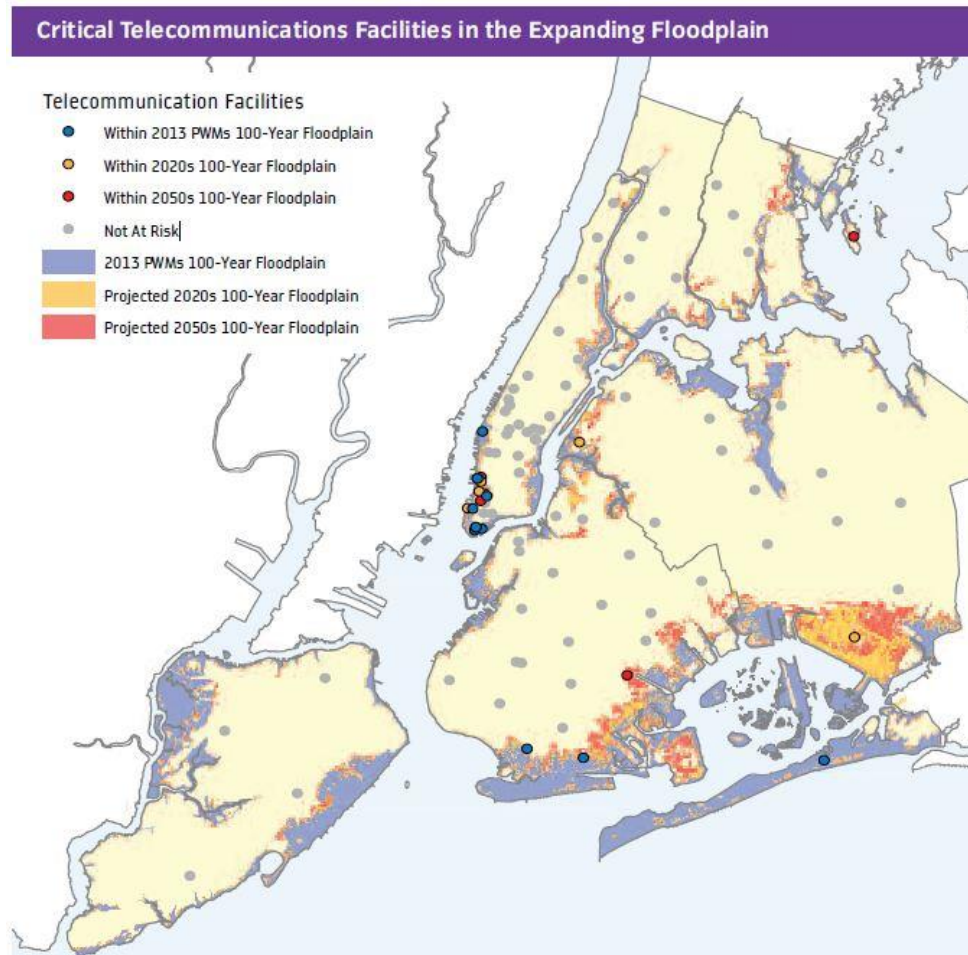 Critical Telecommunications Facilities in the Expanding Floodplain
Telecommunication Facilities
Within 2013 PWMs 100-Year Floodplain
Within 2020s 100-Year Floodplain
Within 2050s 100-Year Floodplain
Not At Risk
2013 PWMs 100-Year Floodplain
Projected 2020s 100-Year Floodplain
Projected 2050s 100-Year Floodplain